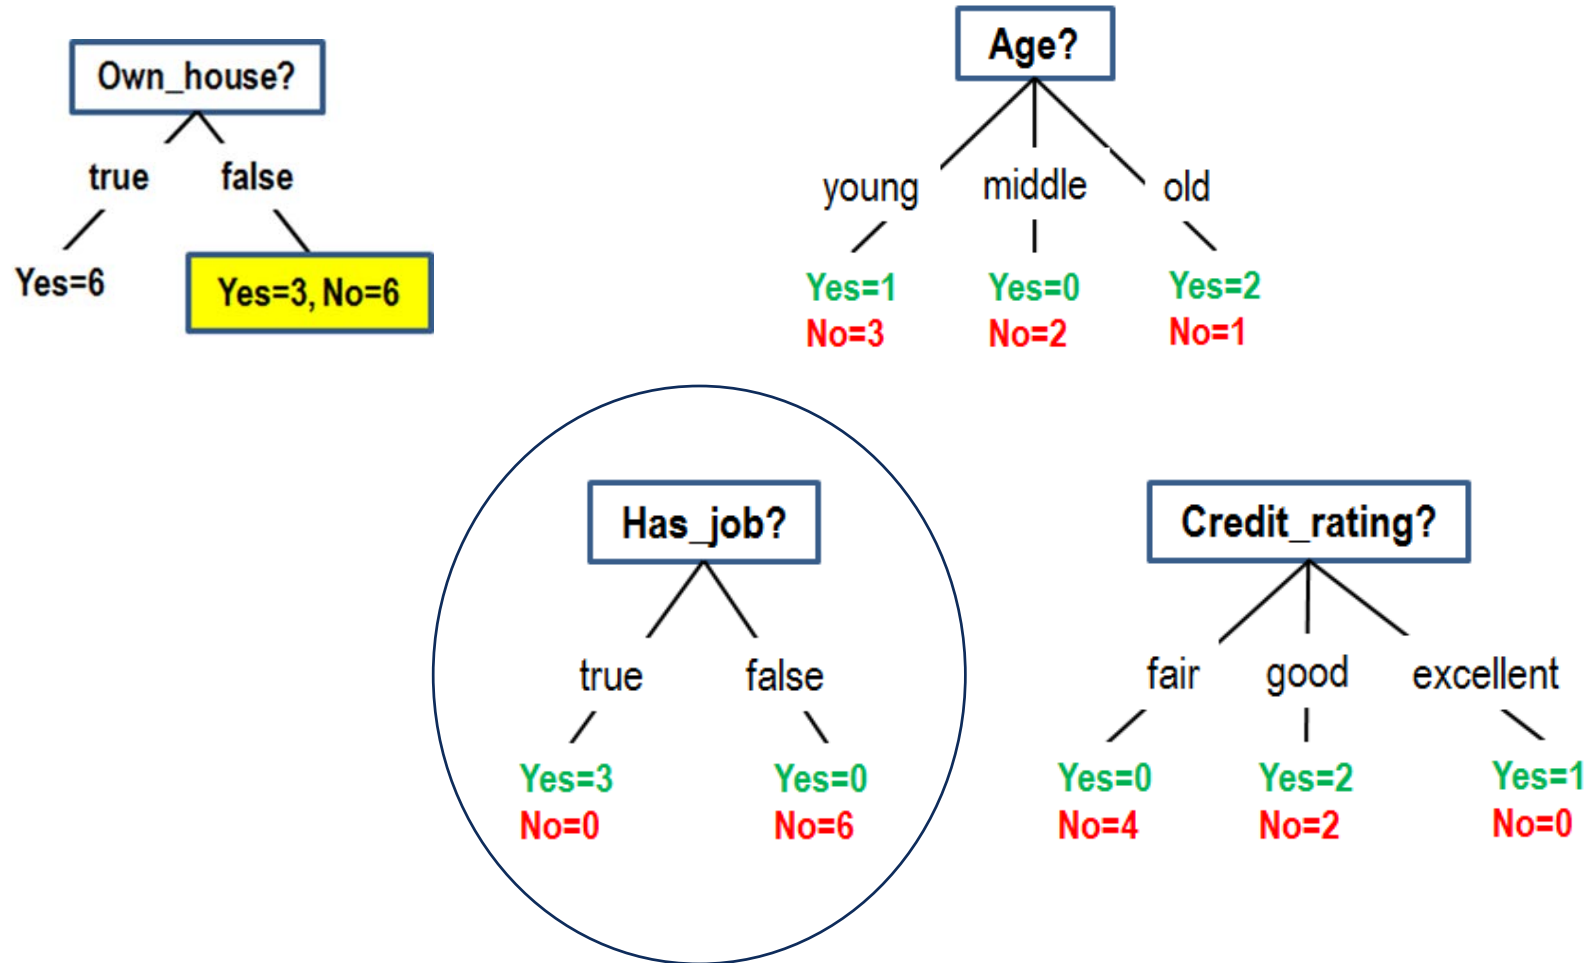 Own_house?
true false
Yes=6
Yes=3, No=6
Age?
young middle old
Yes=1 Yes=0 Yes=2
No=3 No=2 No=1
Has_job?
true false
Yes=3 Yes=0
No=0 No=6
Credit_rating?
fair good excellent
Yes=0 Yes=2 Yes=1
No=4 No=2 No=0